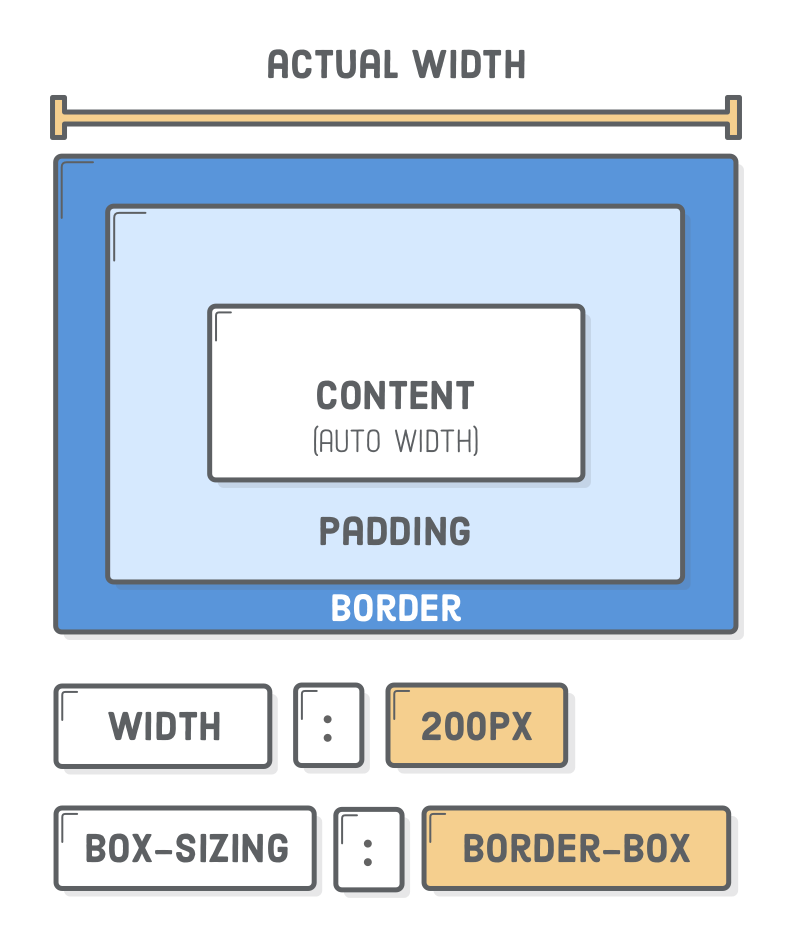 ACTUAL WIDTH
CONTENT
(AUTO WIDTH)
PADDING
BORDER
WIDTH : 200PX
BOX-SIZING : BORDER-BOX